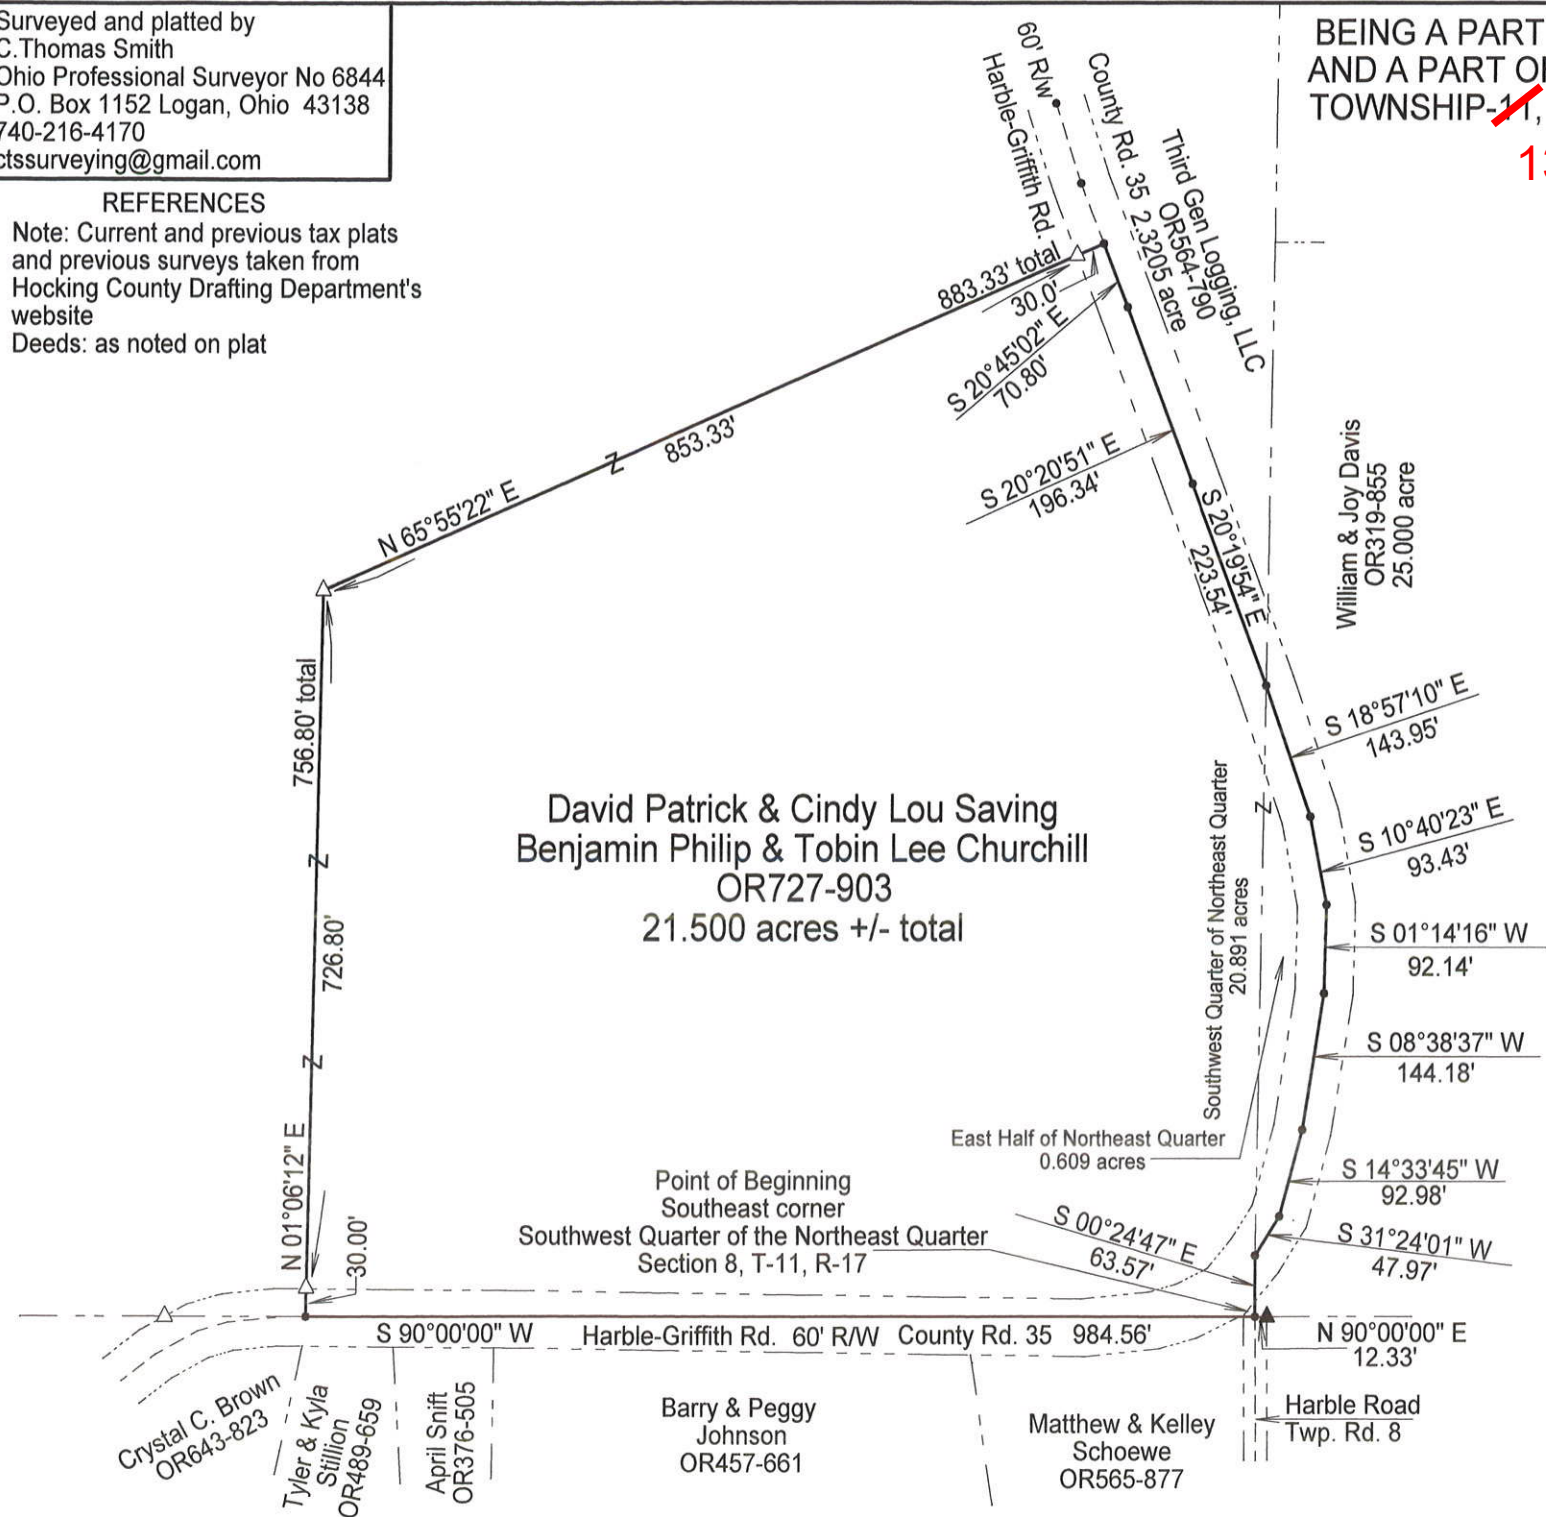 Surveyed and platted by
C.Thomas Smith
Ohio Professional Surveyor No 6844
P.O. Box 1152 Logan, Ohio 43138
740-216-4170
ctssurveying@gmail.com
REFERENCES
Note: Current and previous tax plats
and previous surveys taken from
Hocking County Drafting Department's
website
Deeds: as noted on plat
BEING A PART
AND A PART
TOWNSHIP-11,
60' R/w
Harble-Griffith Rd.
County Rd. 35
Third Gen Logging, LLC
OR564-790
2.3205 acre
883.33' total
30.0'
S 20°45'02" E
70.80'
853.33'
N 65°55'22" E
S 20°20'51" E
196.34'
S 20°19'54" E
223.54'
William & Joy Davis
OR319-855
25.000 acre
756.80' total
726.80'
N 01°06'12" E
30.00'
David Patrick & Cindy Lou Saving
Benjamin Philip & Tobin Lee Churchill
OR727-903
21.500 acres +/- total
Z
Z
Z
Z
S 18°57'10" E
143.95'
S 10°40'23" E
93.43'
S 01°14'16" W
92.14'
S 08°38'37" W
144.18'
S 14°33'45" W
92.98'
S 31°24'01" W
47.97'
Southwest Quarter of Northeast Quarter
20.891 acres
East Half of Northeast Quarter
0.609 acres
Point of Beginning
Southeast corner
Southwest Quarter of the Northeast Quarter
Section 8, T-11, R-17
S 00°24'47" E
63.57'
S 90°00'00" W Harble-Griffith Rd. 60' R/W County Rd. 35 984.56'
N 90°00'00" E
12.33'
Harble Road
Twp. Rd. 8
Crystal C. Brown
OR643-823
Tyler & Kyla
Stillion
OR489-659
April Snift
OR376-505
Barry & Peggy
Johnson
OR457-661
Matthew & Kelley
Schoewe
OR565-877